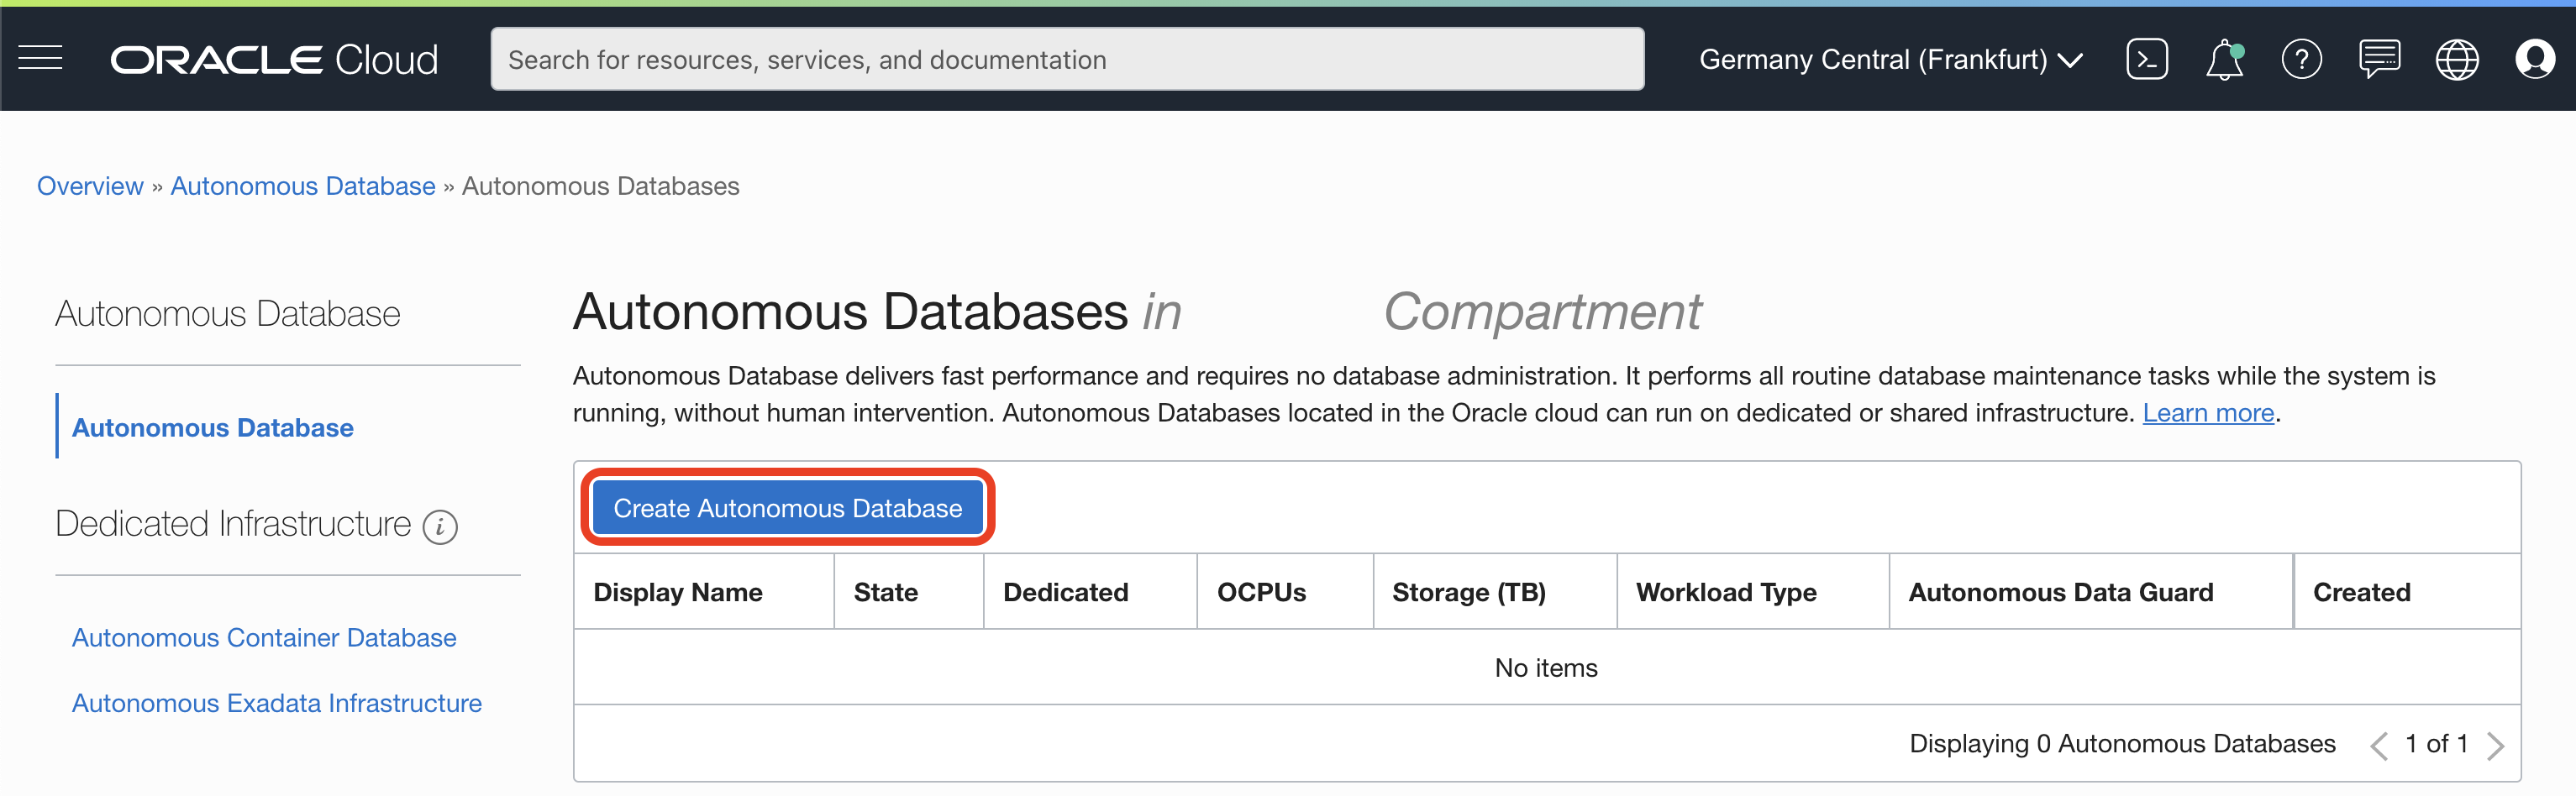 ORACLE Cloud
Search for resources, services, and documentation
Germany Central (Frankfurt)
Overview » Autonomous Database » Autonomous Databases
Autonomous Database
Autonomous Database
Dedicated Infrastructure i
Autonomous Container Database
Autonomous Exadata Infrastructure
Autonomous Databases in Compartment
Autonomous Database delivers fast performance and requires no database administration. It performs all routine database maintenance tasks while the system is
running, without human intervention. Autonomous Databases located in the Oracle cloud can run on dedicated or shared infrastructure. Learn more.
Create Autonomous Database
Display Name State Dedicated OCPUs Storage (TB) Workload Type Autonomous Data Guard Created
No items
Displaying 0 Autonomous Databases < 1 of 1 >